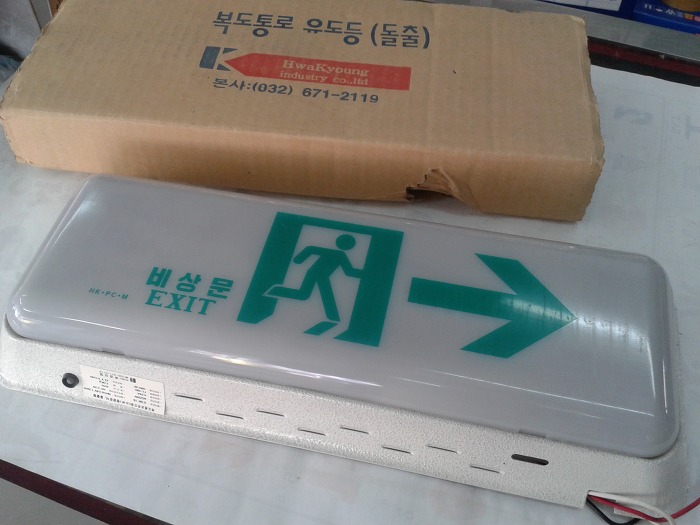 복도통로 유도등 (돌출)
HwaKyoung
industry co.,ltd
본사:(032) 671-2119
비상문
EXIT
HK-PC-M